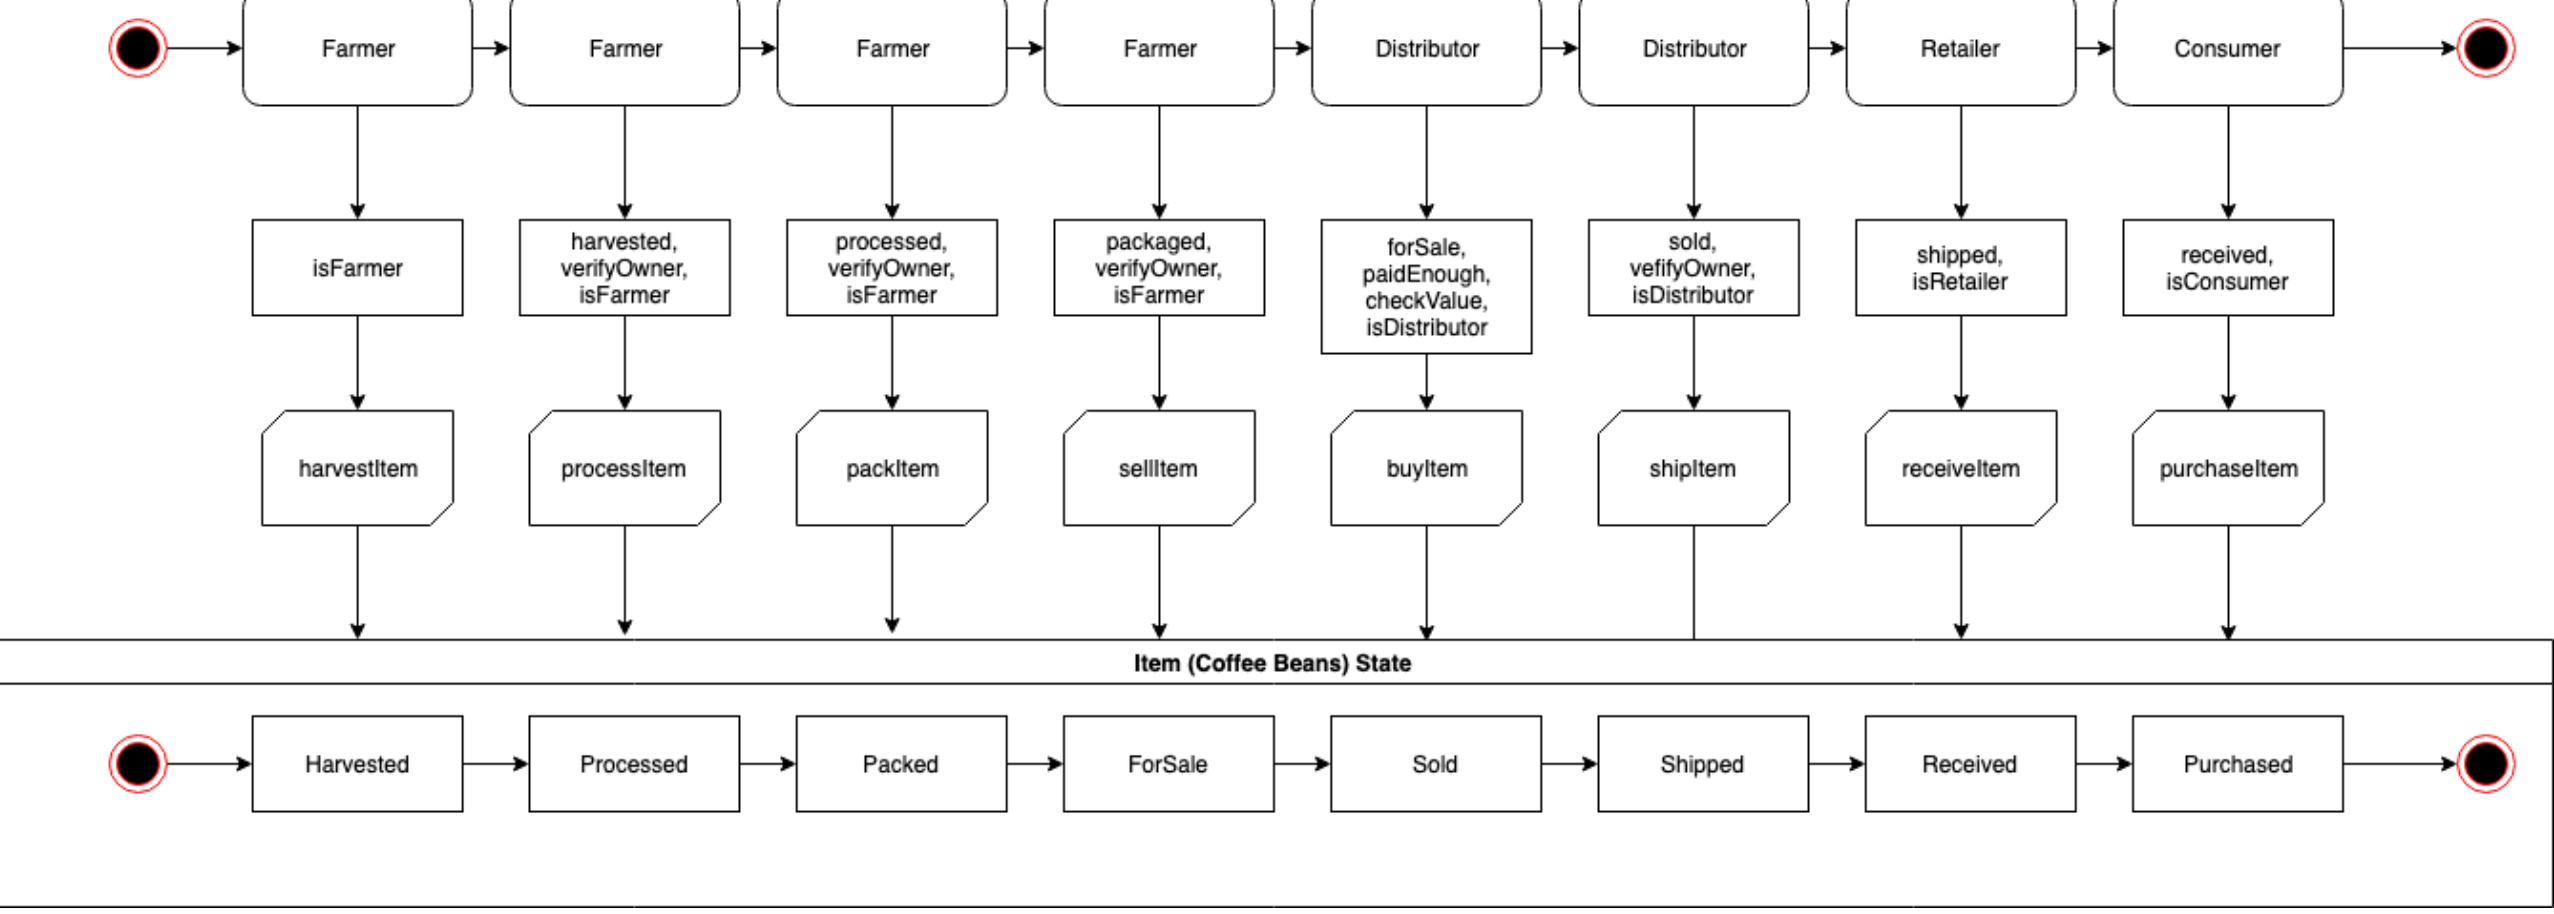 Farmer
Farmer
Farmer
Farmer
Distributor
Distributor
Retailer
Consumer
isFarmer
harvested,
verifyOwner,
isFarmer
processed,
verifyOwner,
isFarmer
packaged,
verifyOwner,
isFarmer
forSale,
paidEnough,
checkValue,
isDistributor
sold,
vefifyOwner,
isDistributor
shipped,
isRetailer
received,
isConsumer
harvestItem
processItem
packItem
sellItem
buyItem
shipItem
receiveItem
purchaseItem
Item (Coffee Beans) State
Harvested
Processed
Packed
ForSale
Sold
Shipped
Received
Purchased